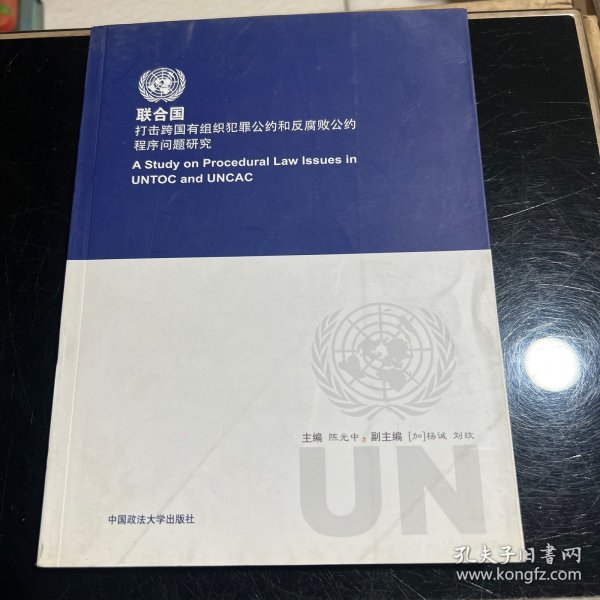 联合国
打击跨国有组织犯罪公约和反腐败公约
程序问题研究
A Study on Procedural Law Issues in
UNTOC and UNCAC
主编 陈光中 副主编 [加]杨诚 刘玫
UN
中国政法大学出版社
孔夫子旧书网
www.kongfz.com